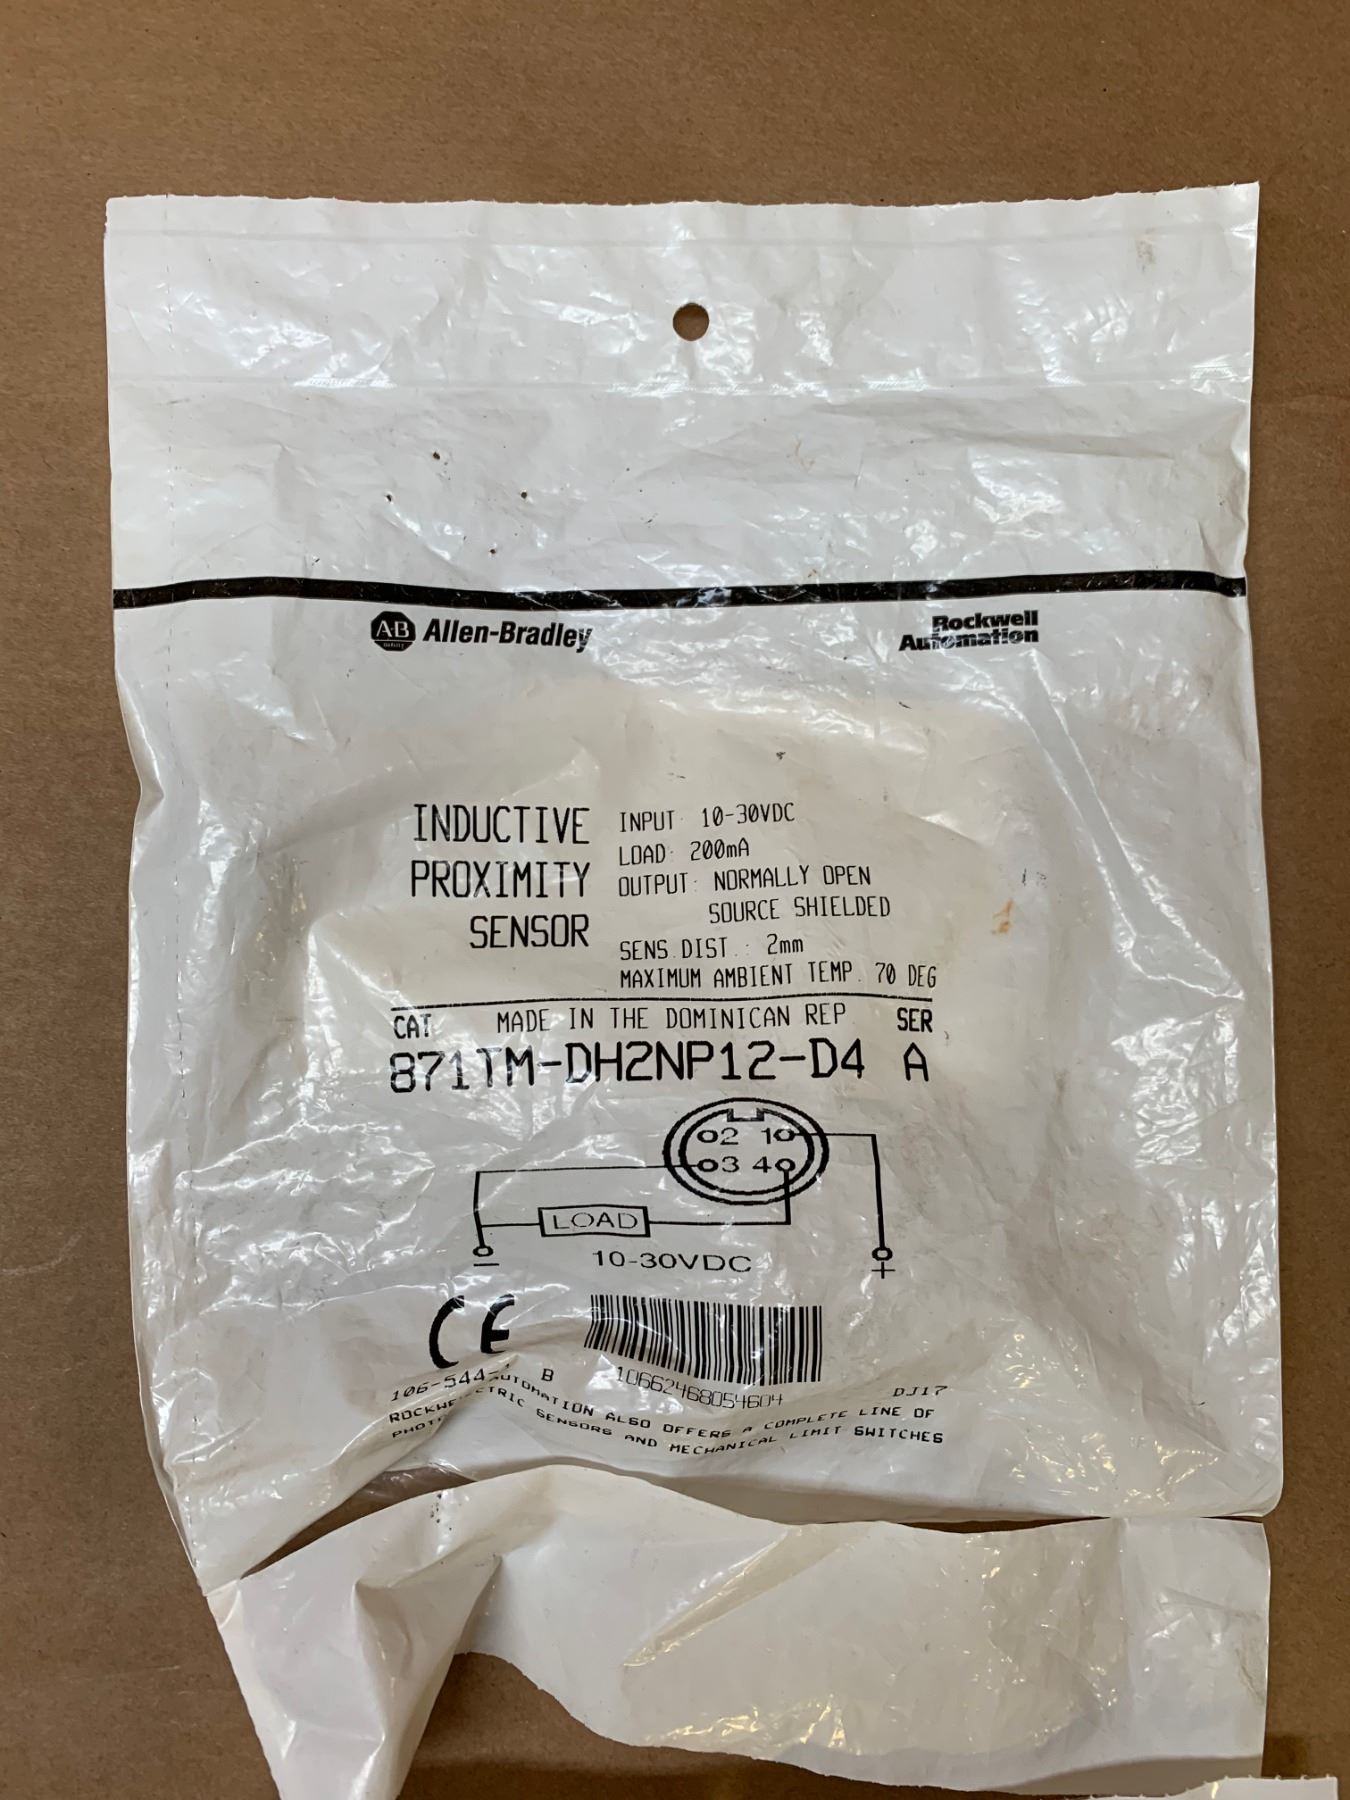 A-B Allen-Bradley
Rockwell
Automation
INDUCTIVE
PROXIMITY
SENSOR
INPUT: 10-30VDC
LOAD: 200mA
OUTPUT: NORMALLY OPEN
SOURCE SHIELDED
SENS. DIST.: 2mm
MAXIMUM AMBIENT TEMP. 70 DEG
CAT MADE IN THE DOMINICAN REP SER
871TM-DH2NP12-D4 A
2 1
3 4
LOAD
10-30VDC
- +
CE
10662468054604
106-544- B DJ17
AUTOMATION ALSO OFFERS A COMPLETE LINE OF
SENSORS AND MECHANICAL LIMIT SWITCHES